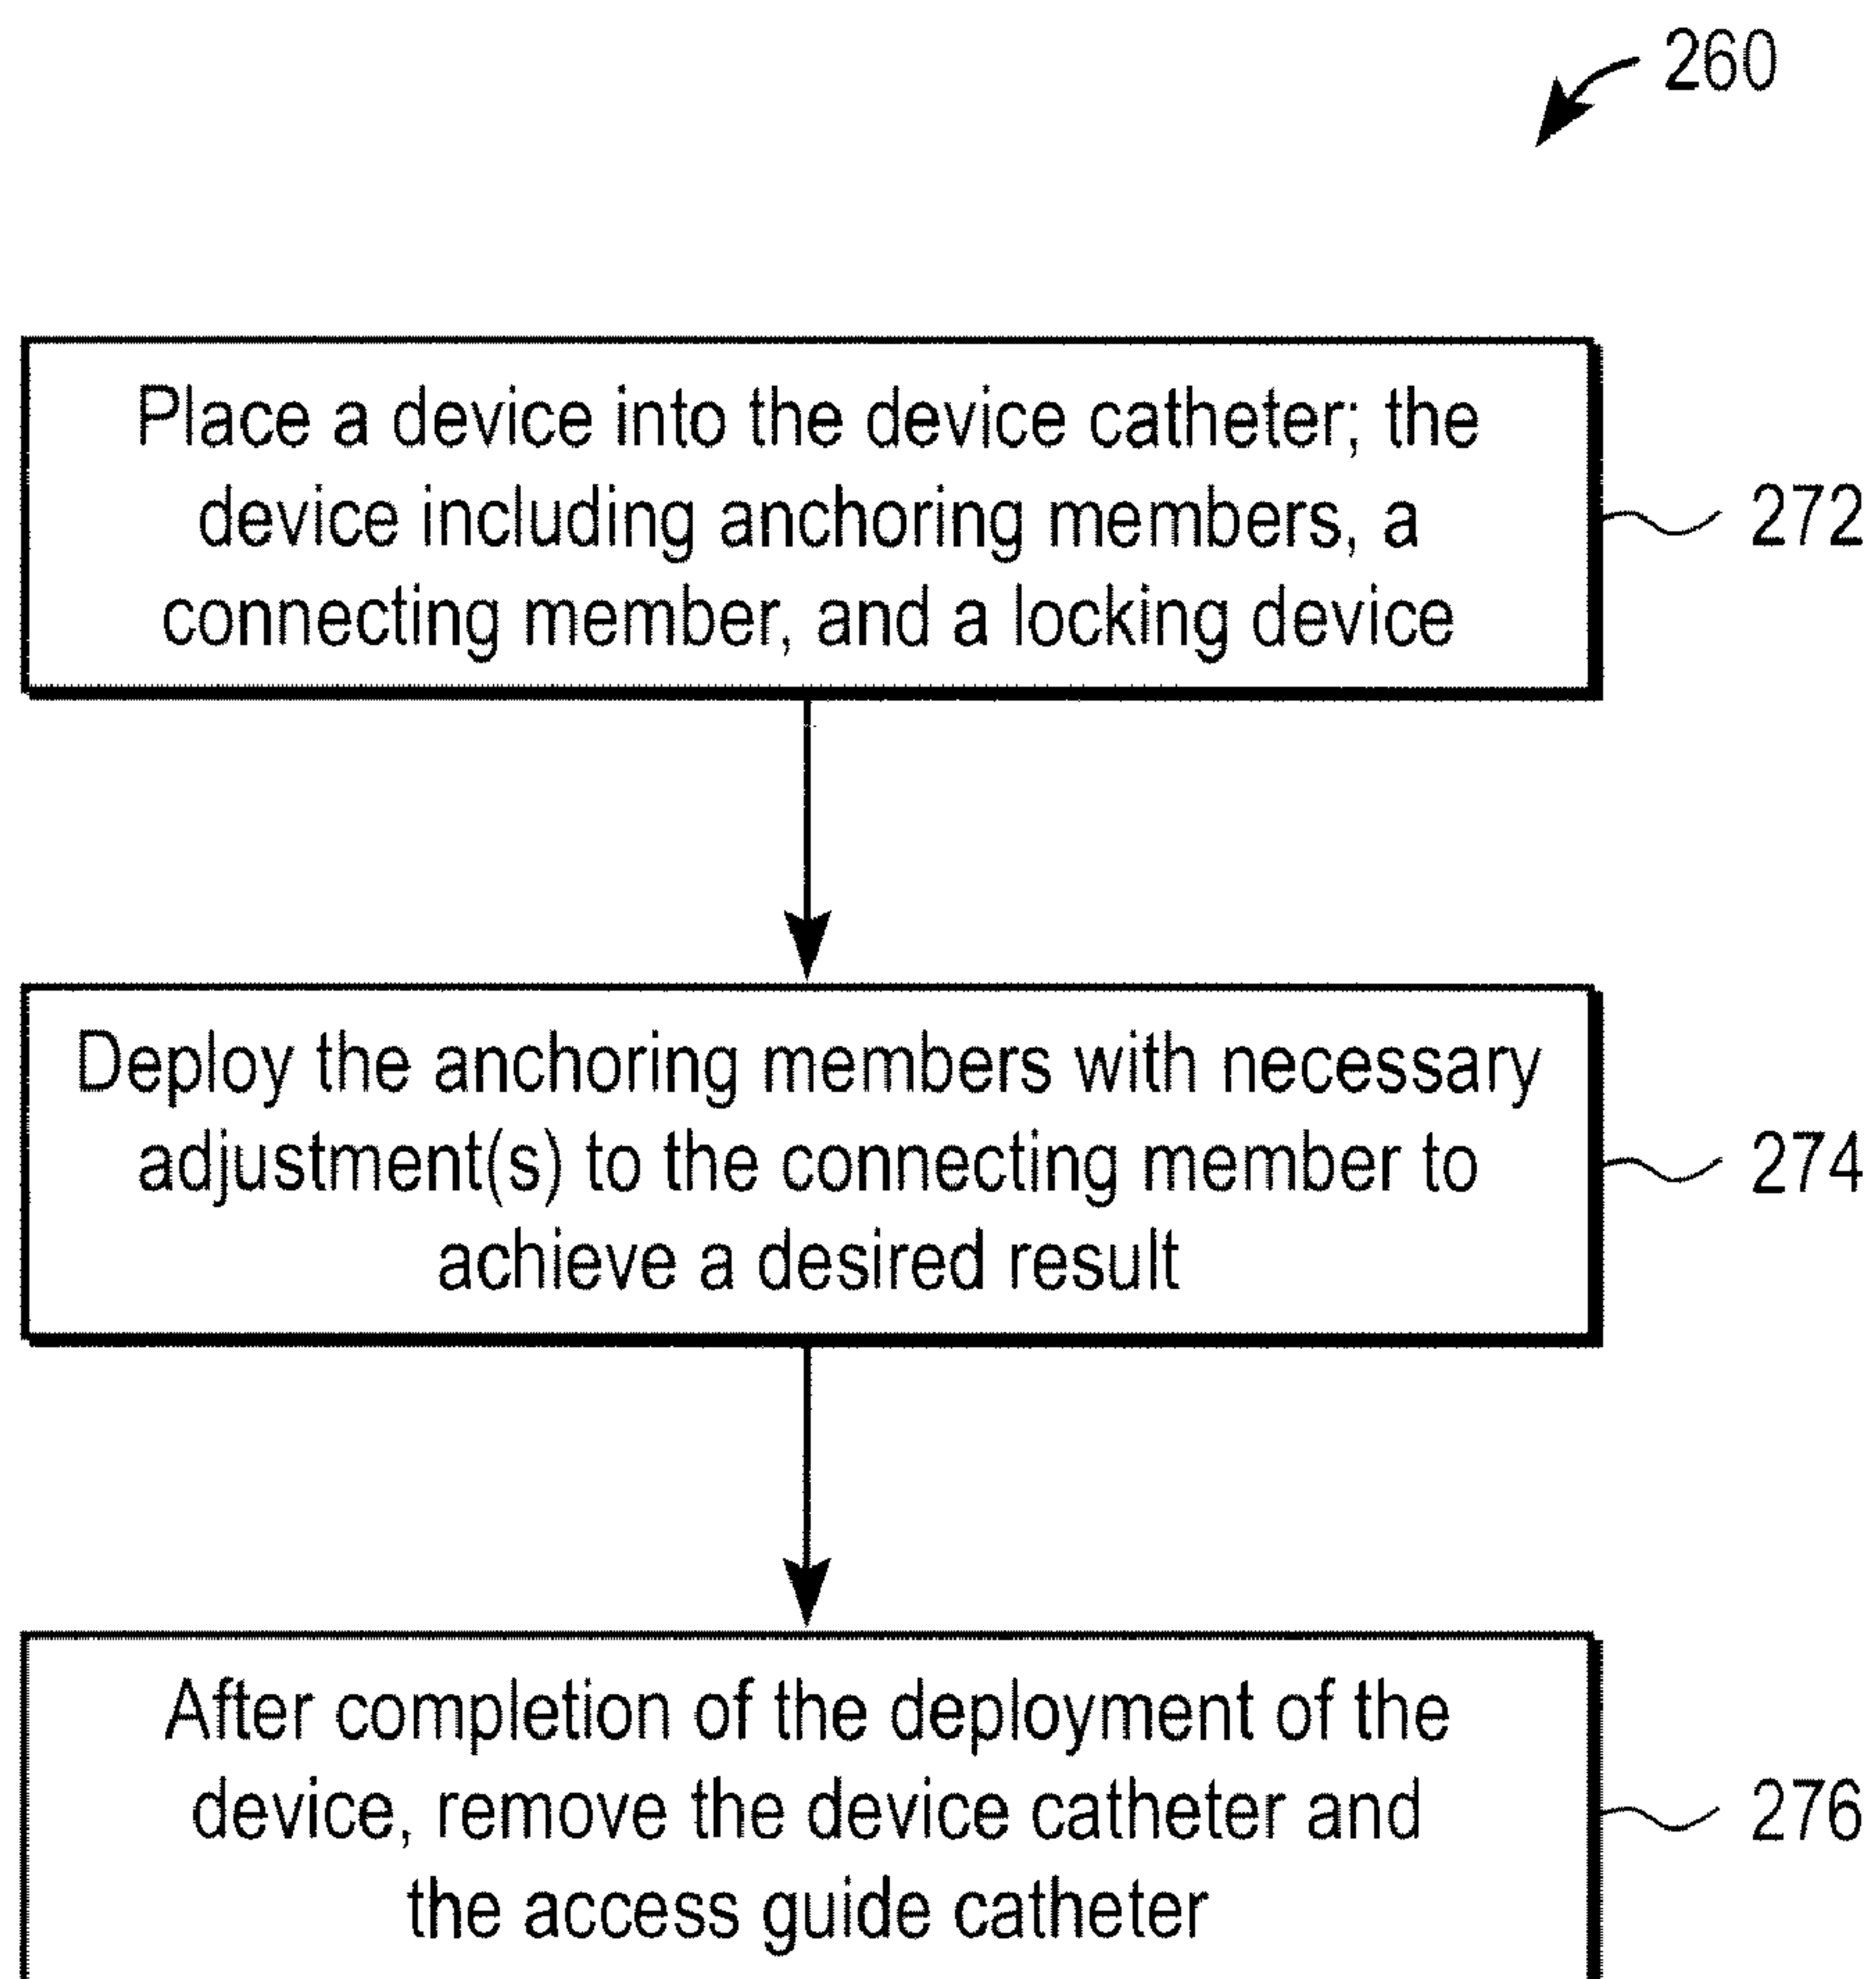 260
Place a device into the device catheter; the
device including anchoring members, a
connecting member, and a locking device
272
Deploy the anchoring members with necessary
adjustment(s) to the connecting member to
achieve a desired result
274
After completion of the deployment of the
device, remove the device catheter and
the access guide catheter
276